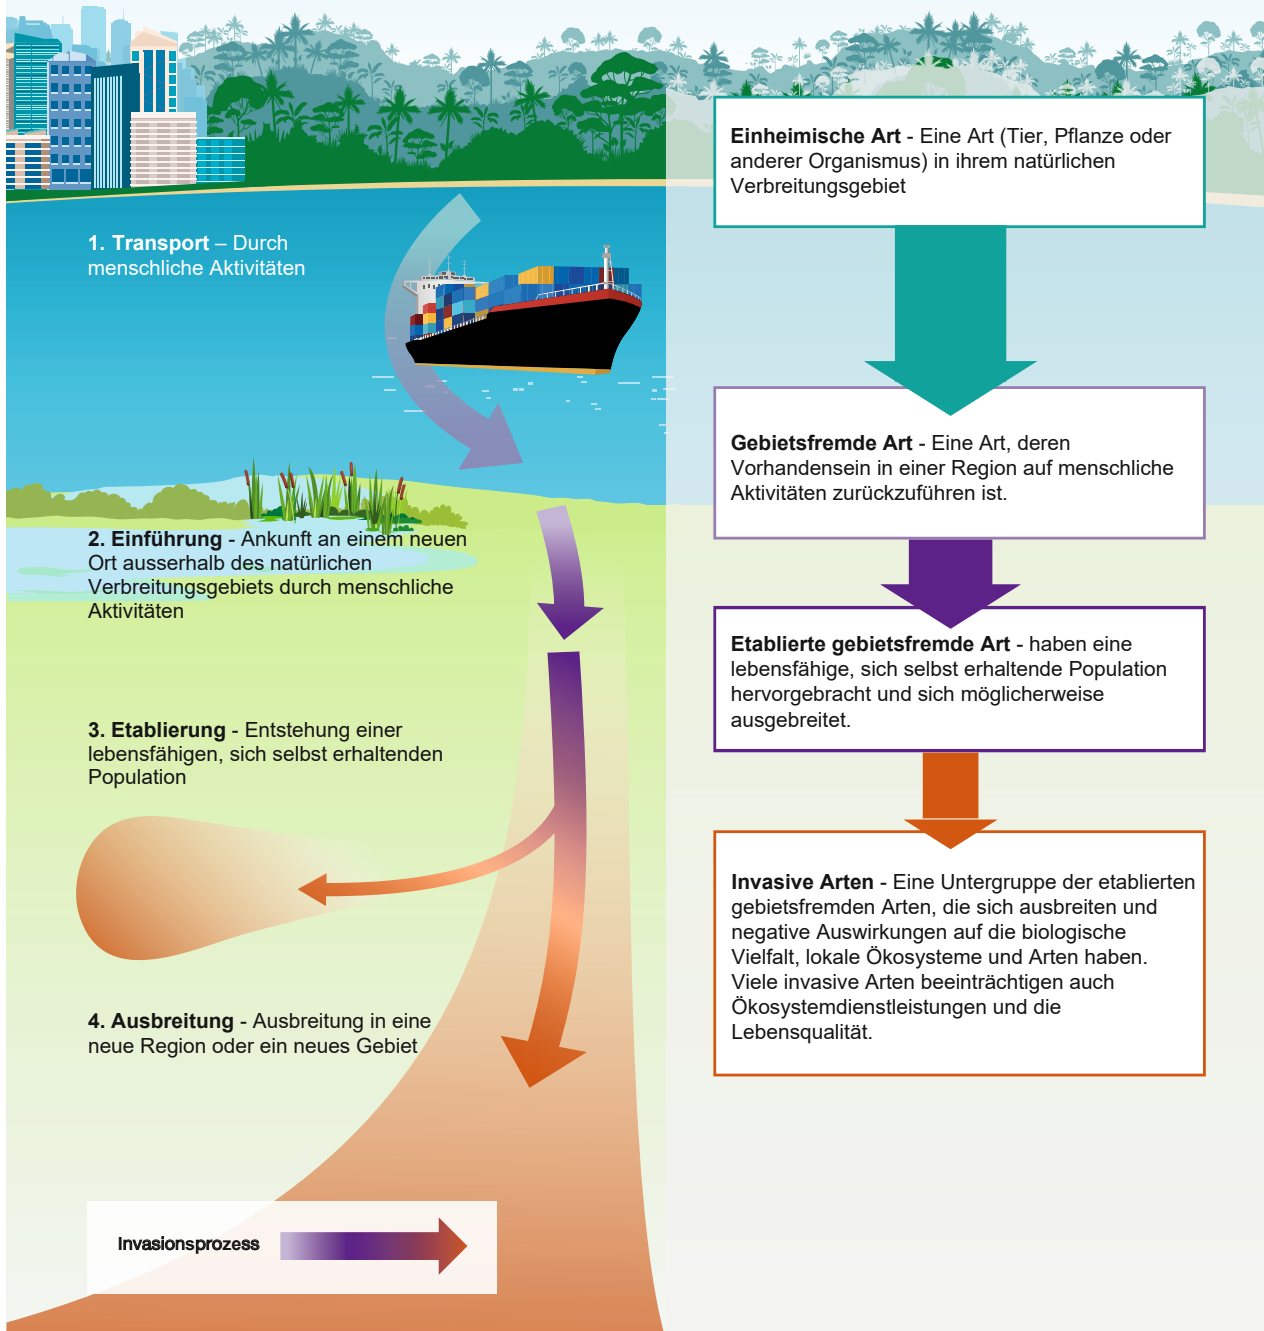 1. Transport – Durch
menschliche Aktivitäten
2. Einführung - Ankunft an einem neuen
Ort ausserhalb des natürlichen
Verbreitungsgebiets durch menschliche
Aktivitäten
3. Etablierung - Entstehung einer
lebensfähigen, sich selbst erhaltenden
Population
4. Ausbreitung - Ausbreitung in eine
neue Region oder ein neues Gebiet
Invasionsprozess
Einheimische Art - Eine Art (Tier, Pflanze oder
anderer Organismus) in ihrem natürlichen
Verbreitungsgebiet
Gebietsfremde Art - Eine Art, deren
Vorhandensein in einer Region auf menschliche
Aktivitäten zurückzuführen ist.
Etablierte gebietsfremde Art - haben eine
lebensfähige, sich selbst erhaltende Population
hervorgebracht und sich möglicherweise
ausgebreitet.
Invasive Arten - Eine Untergruppe der etablierten
gebietsfremden Arten, die sich ausbreiten und
negative Auswirkungen auf die biologische
Vielfalt, lokale Ökosysteme und Arten haben.
Viele invasive Arten beeinträchtigen auch
Ökosystemdienstleistungen und die
Lebensqualität.